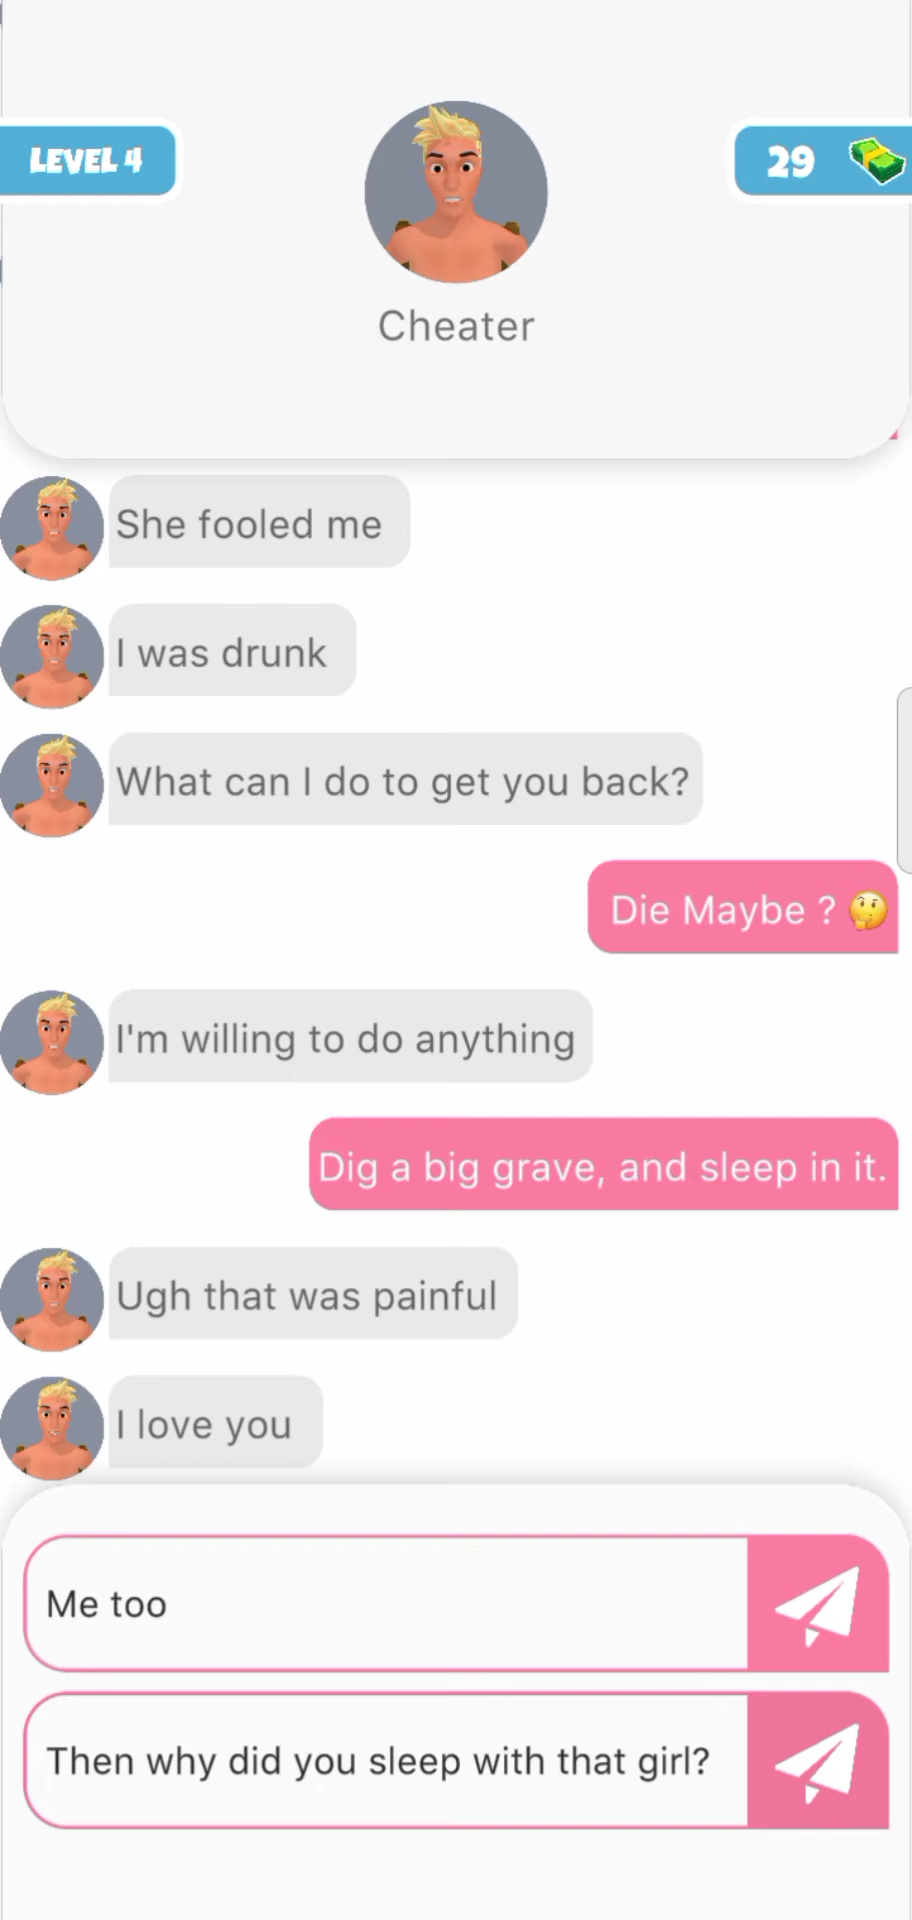 LEVEL 4
29
Cheater
She fooled me
I was drunk
What can I do to get you back?
Die Maybe ? 🤔
I'm willing to do anything
Dig a big grave, and sleep in it.
Ugh that was painful
I love you
Me too
Then why did you sleep with that girl?